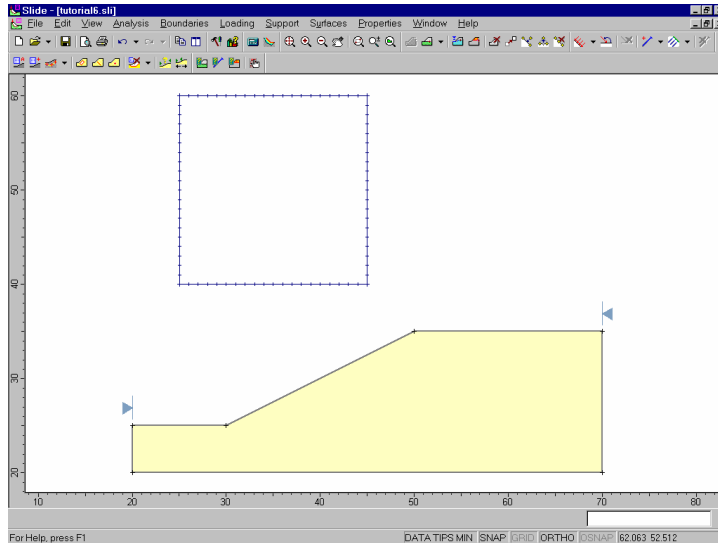 Slide - [tutorial6.sli]
File Edit View Analysis Boundaries Loading Support Surfaces Properties Window Help
60
50
40
30
20
10 20 30 40 50 60 70 80
For Help, press F1 DATA TIPS MIN SNAP GRID ORTHO OSNAP 62.063 52.512